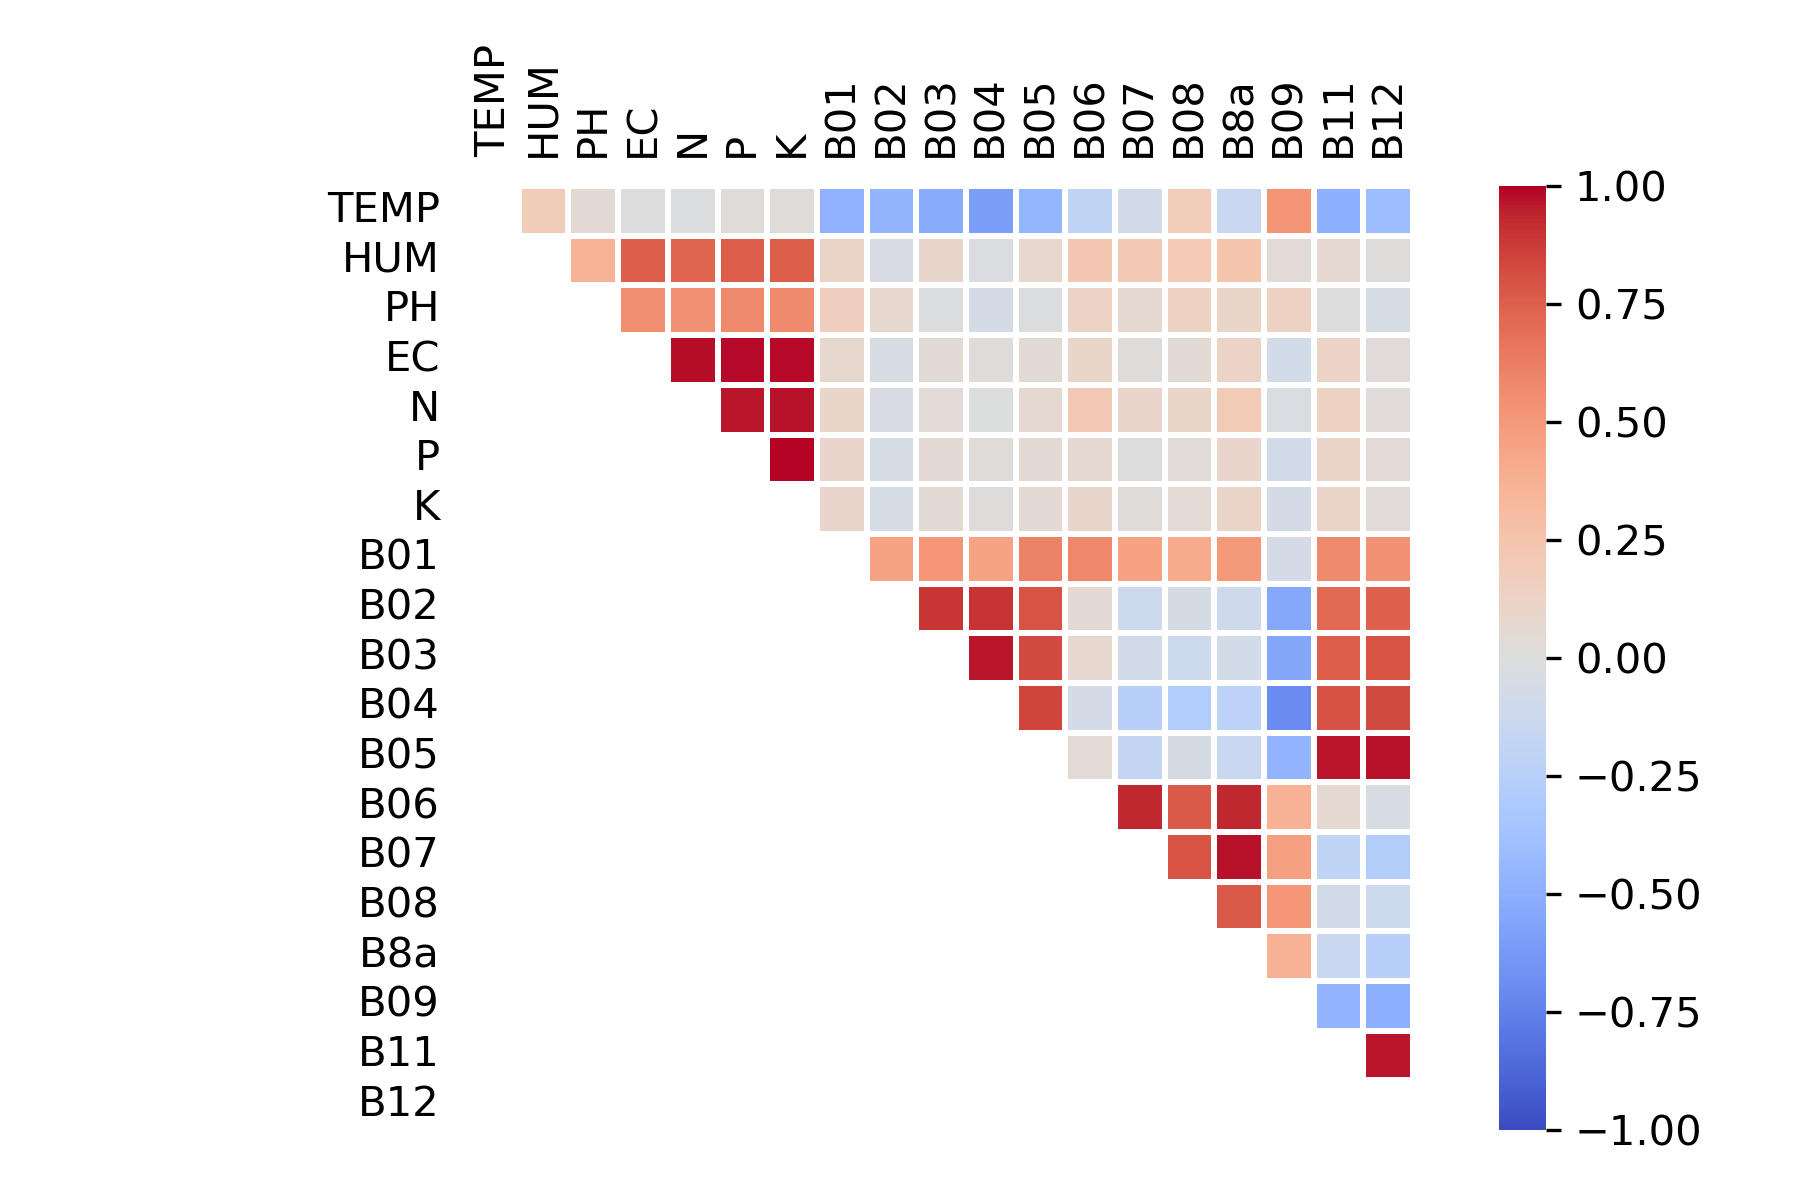 TEMP HUM PH EC N P K B01 B02 B03 B04 B05 B06 B07 B08 B8a B09 B11 B12
TEMP
HUM
PH
EC
N
P
K
B01
B02
B03
B04
B05
B06
B07
B08
B8a
B09
B11
B12
1.00
0.75
0.50
0.25
0.00
−0.25
−0.50
−0.75
−1.00